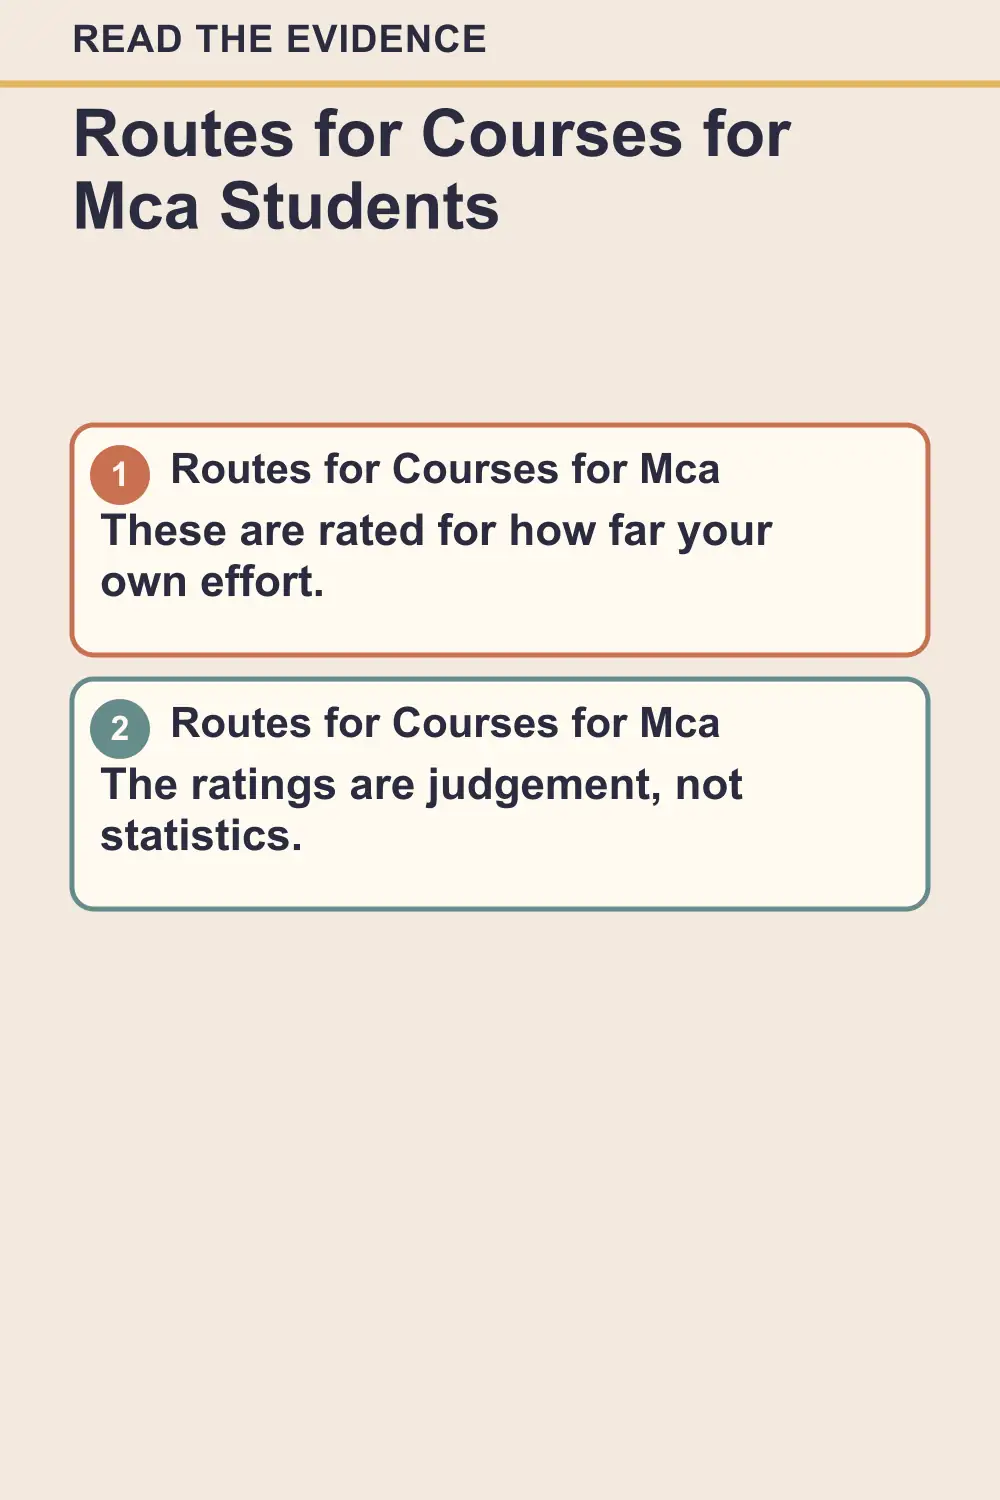 READ THE EVIDENCE
Routes for Courses for
Mca Students
1 Routes for Courses for Mca
These are rated for how far your
own effort.
2 Routes for Courses for Mca
The ratings are judgement, not
statistics.